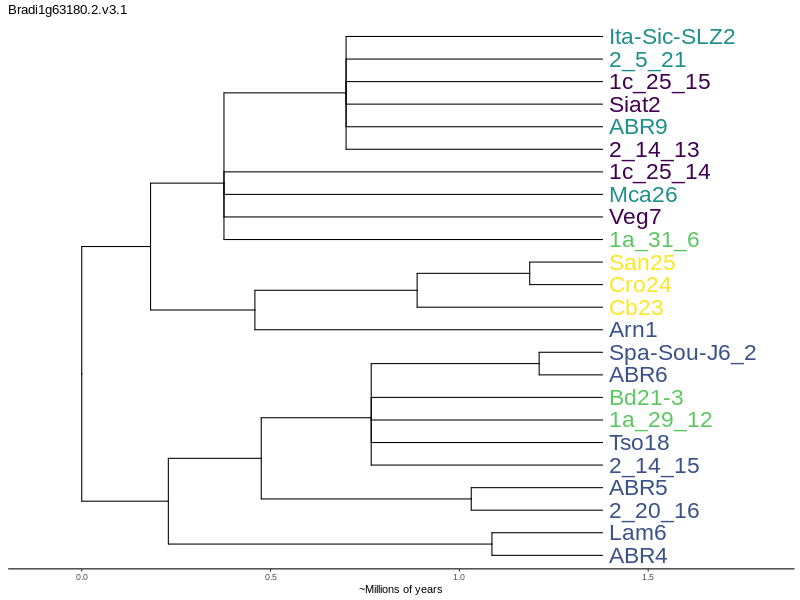 Bradi1g63180.2.v3.1
Ita-Sic-SLZ2
2_5_21
1c_25_15
Siat2
ABR9
2_14_13
1c_25_14
Mca26
Veg7
1a_31_6
San25
Cro24
Cb23
Arn1
Spa-Sou-J6_2
ABR6
Bd21-3
1a_29_12
Tso18
2_14_15
ABR5
2_20_16
Lam6
ABR4
0.0 0.5 1.0 1.5
~Millions of years